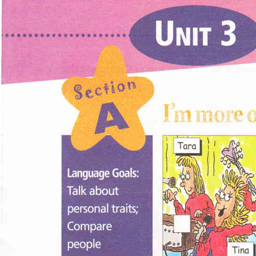 UNIT 3
Section
A
I'm more o
Language Goals:
Talk about
personal traits;
Compare
people
Tara
Tina